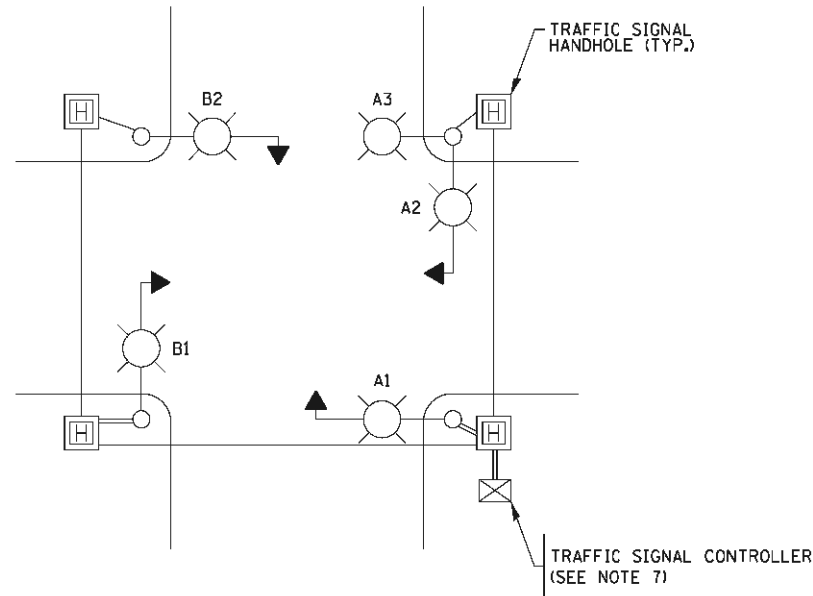 TRAFFIC SIGNAL
HANDHOLE (TYP.)
B2
A3
H
H
A2
B1
A1
H
H
TRAFFIC SIGNAL CONTROLLER
(SEE NOTE 7)